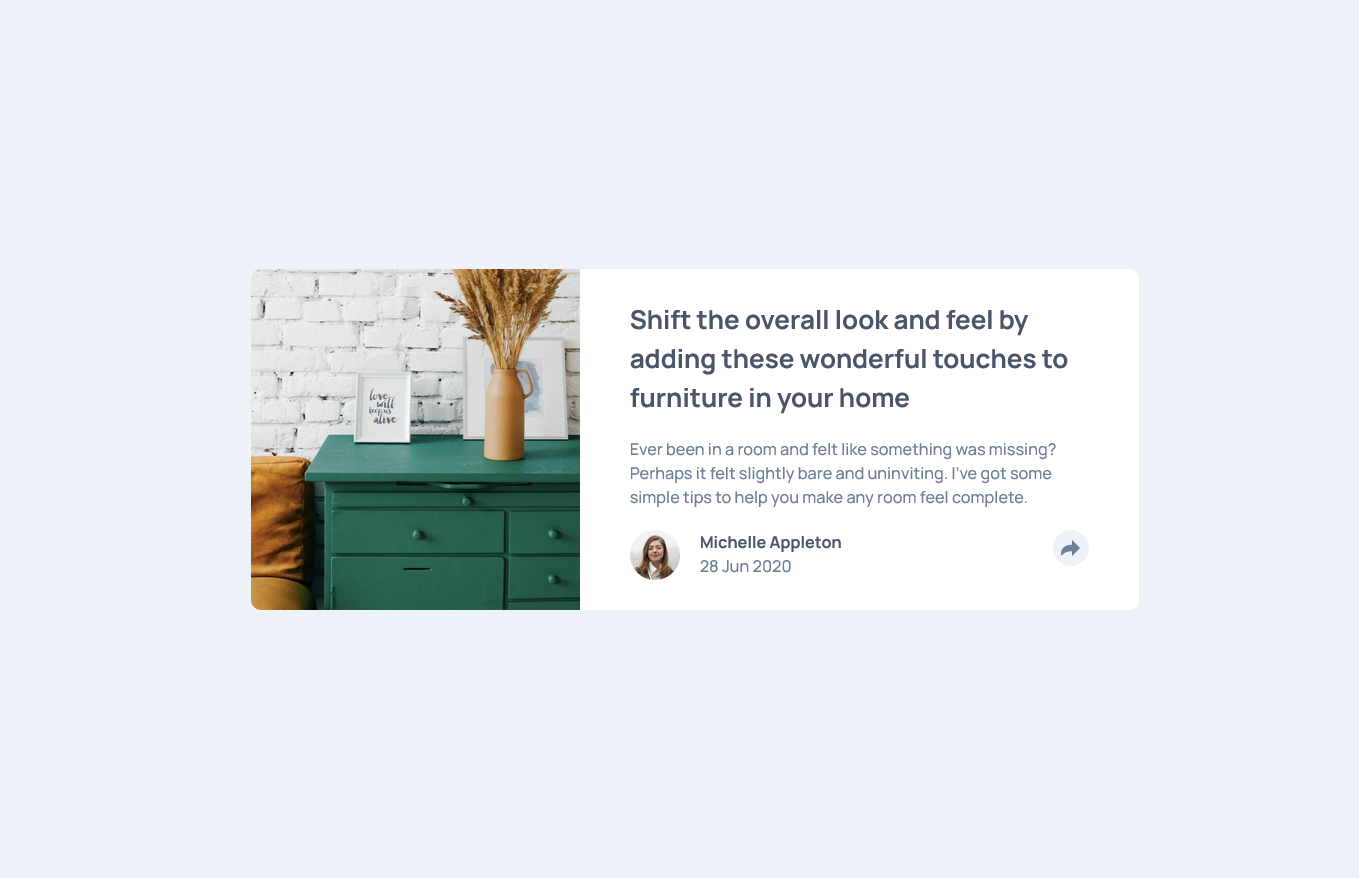 love
will
keep us
alive
Shift the overall look and feel by
adding these wonderful touches to
furniture in your home
Ever been in a room and felt like something was missing?
Perhaps it felt slightly bare and uninviting. I've got some
simple tips to help you make any room feel complete.
Michelle Appleton
28 Jun 2020